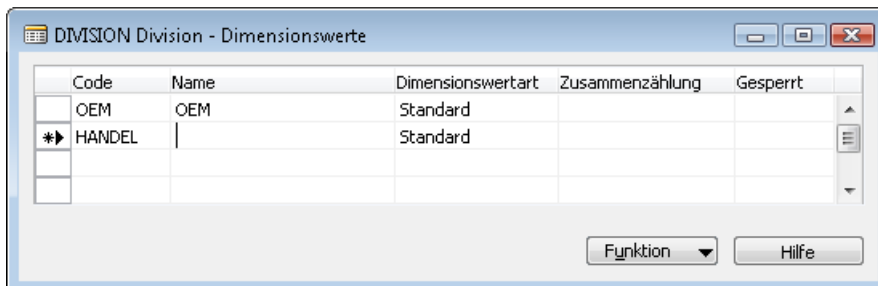 DIVISION Division - Dimensionswerte
Code Name Dimensionswertart Zusammenzählung Gesperrt
OEM OEM Standard
HANDEL Standard
Funktion Hilfe